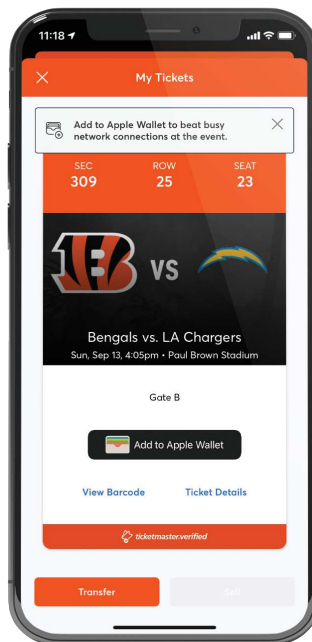 11:18
My Tickets
Add to Apple Wallet to beat busy
network connections at the event.
SEC ROW SEAT
309 25 23
B VS
Bengals vs. LA Chargers
Sun, Sep 13, 4:05pm • Paul Brown Stadium
Gate B
Add to Apple Wallet
View Barcode Ticket Details
ticketmaster.verified
Transfer Sell